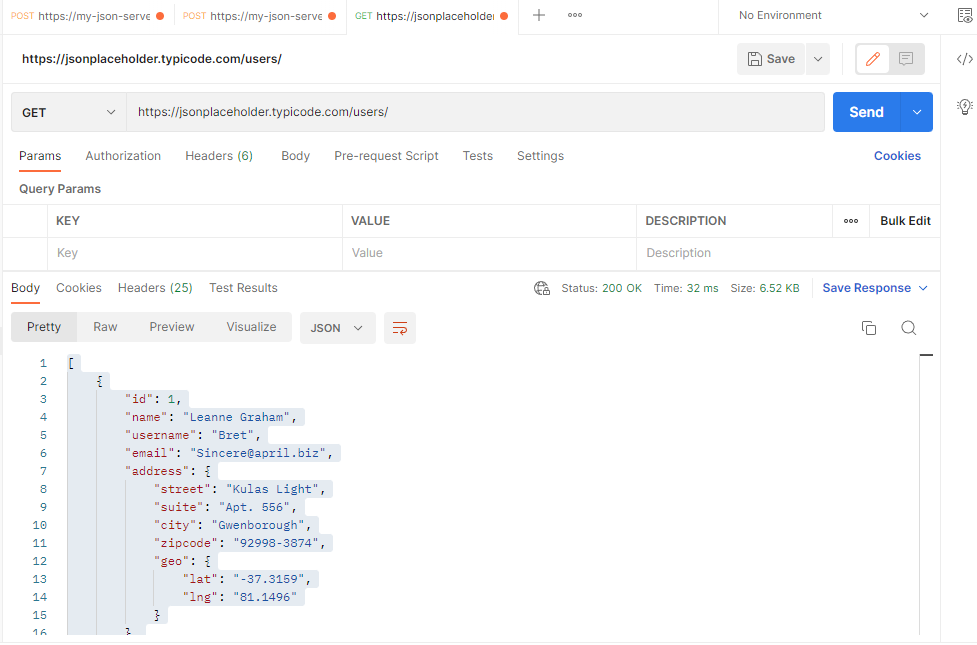 POST https://my-json-serve
POST https://my-json-serve
GET https://jsonplaceholder
No Environment
https://jsonplaceholder.typicode.com/users/
Save
GET
https://jsonplaceholder.typicode.com/users/
Send
Params Authorization Headers (6) Body Pre-request Script Tests Settings Cookies
Query Params
KEY VALUE DESCRIPTION Bulk Edit
Key Value Description
Body Cookies Headers (25) Test Results Status: 200 OK Time: 32 ms Size: 6.52 KB Save Response
Pretty Raw Preview Visualize JSON
1 [
2 {
3 "id": 1,
4 "name": "Leanne Graham",
5 "username": "Bret",
6 "email": "Sincere@april.biz",
7 "address": {
8 "street": "Kulas Light",
9 "suite": "Apt. 556",
10 "city": "Gwenborough",
11 "zipcode": "92998-3874",
12 "geo": {
13 "lat": "-37.3159",
14 "lng": "81.1496"
15 }
16 }